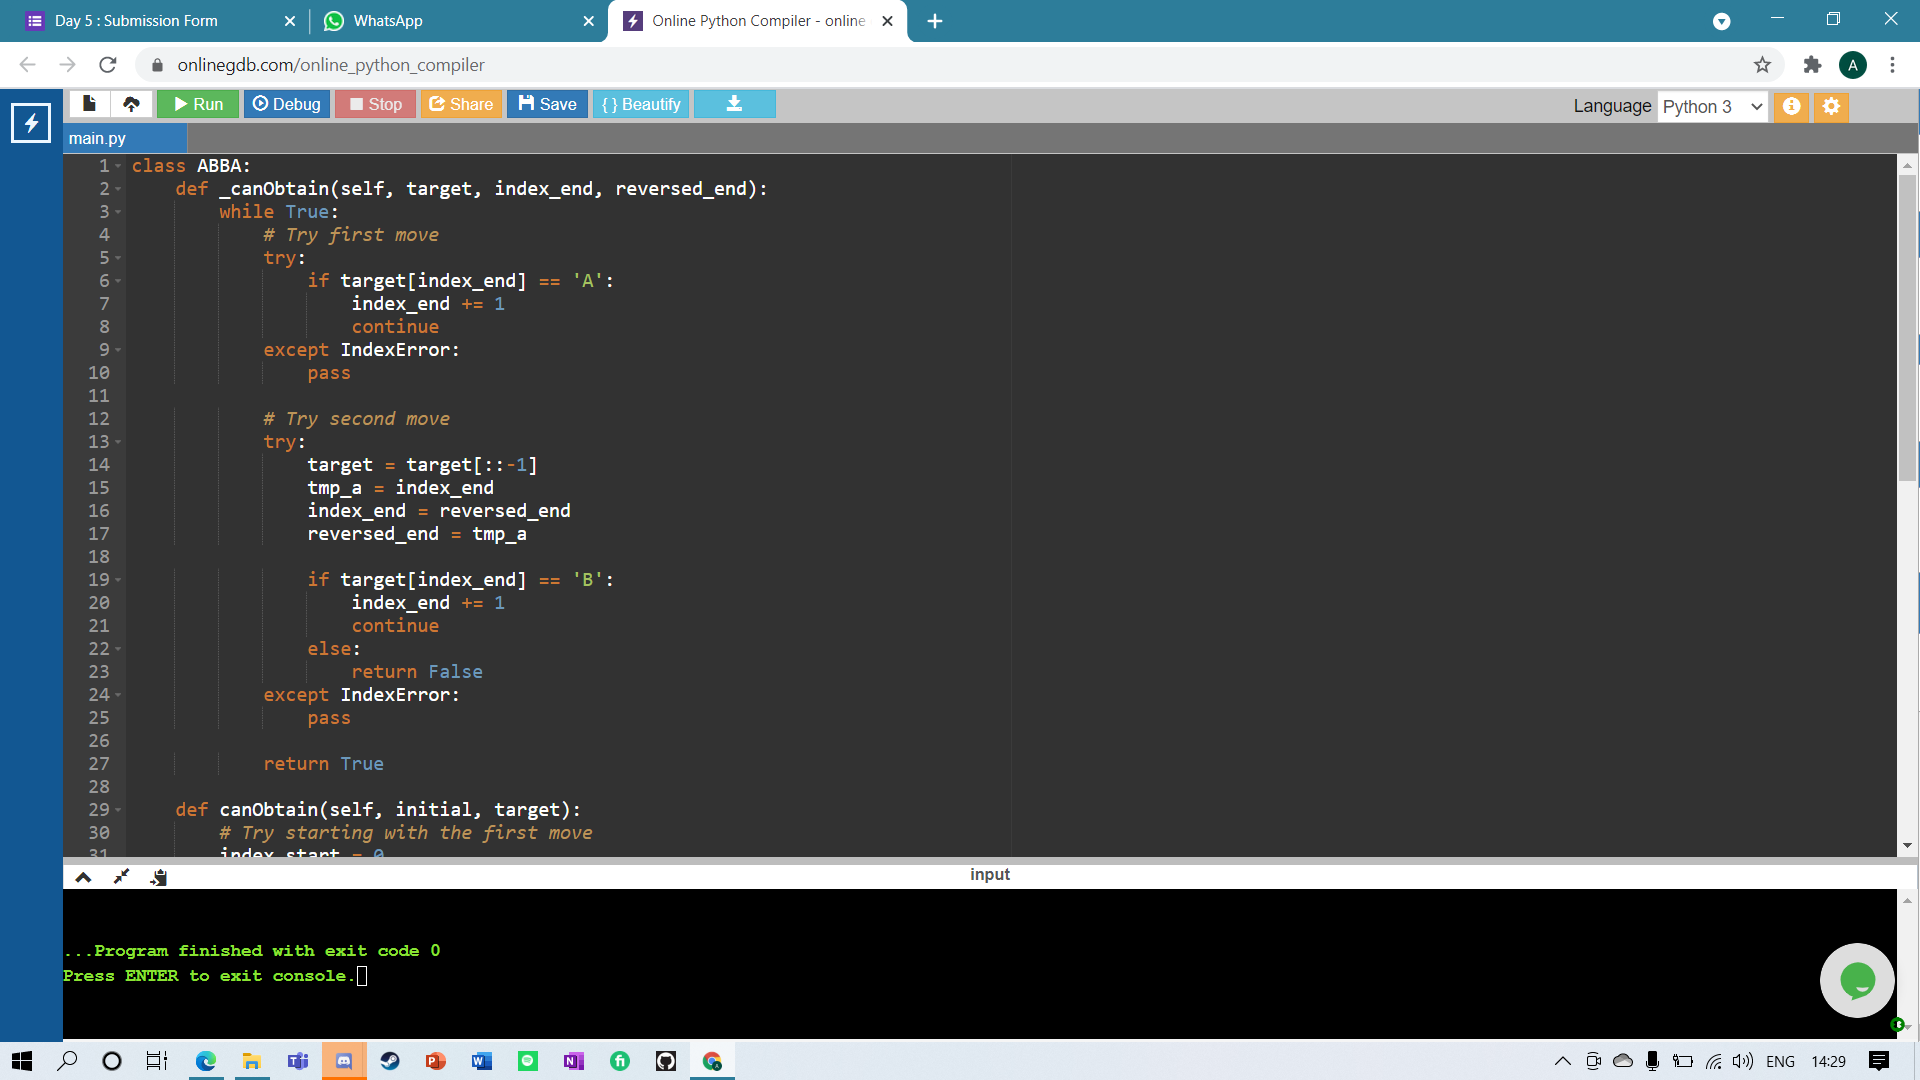 Day 5 : Submission Form
WhatsApp
Online Python Compiler - online
onlinegdb.com/online_python_compiler
A
Run
Debug
Stop
Share
Save
{ } Beautify
Language
Python 3
main.py
1 class ABBA:
2 def _canObtain(self, target, index_end, reversed_end):
3 while True:
4 # Try first move
5 try:
6 if target[index_end] == 'A':
7 index_end += 1
8 continue
9 except IndexError:
10 pass
11
12 # Try second move
13 try:
14 target = target[::-1]
15 tmp_a = index_end
16 index_end = reversed_end
17 reversed_end = tmp_a
18
19 if target[index_end] == 'B':
20 index_end += 1
21 continue
22 else:
23 return False
24 except IndexError:
25 pass
26
27 return True
28
29 def canObtain(self, initial, target):
30 # Try starting with the first move
31 index_start = 0
input
...Program finished with exit code 0
Press ENTER to exit console.
ENG
14:29